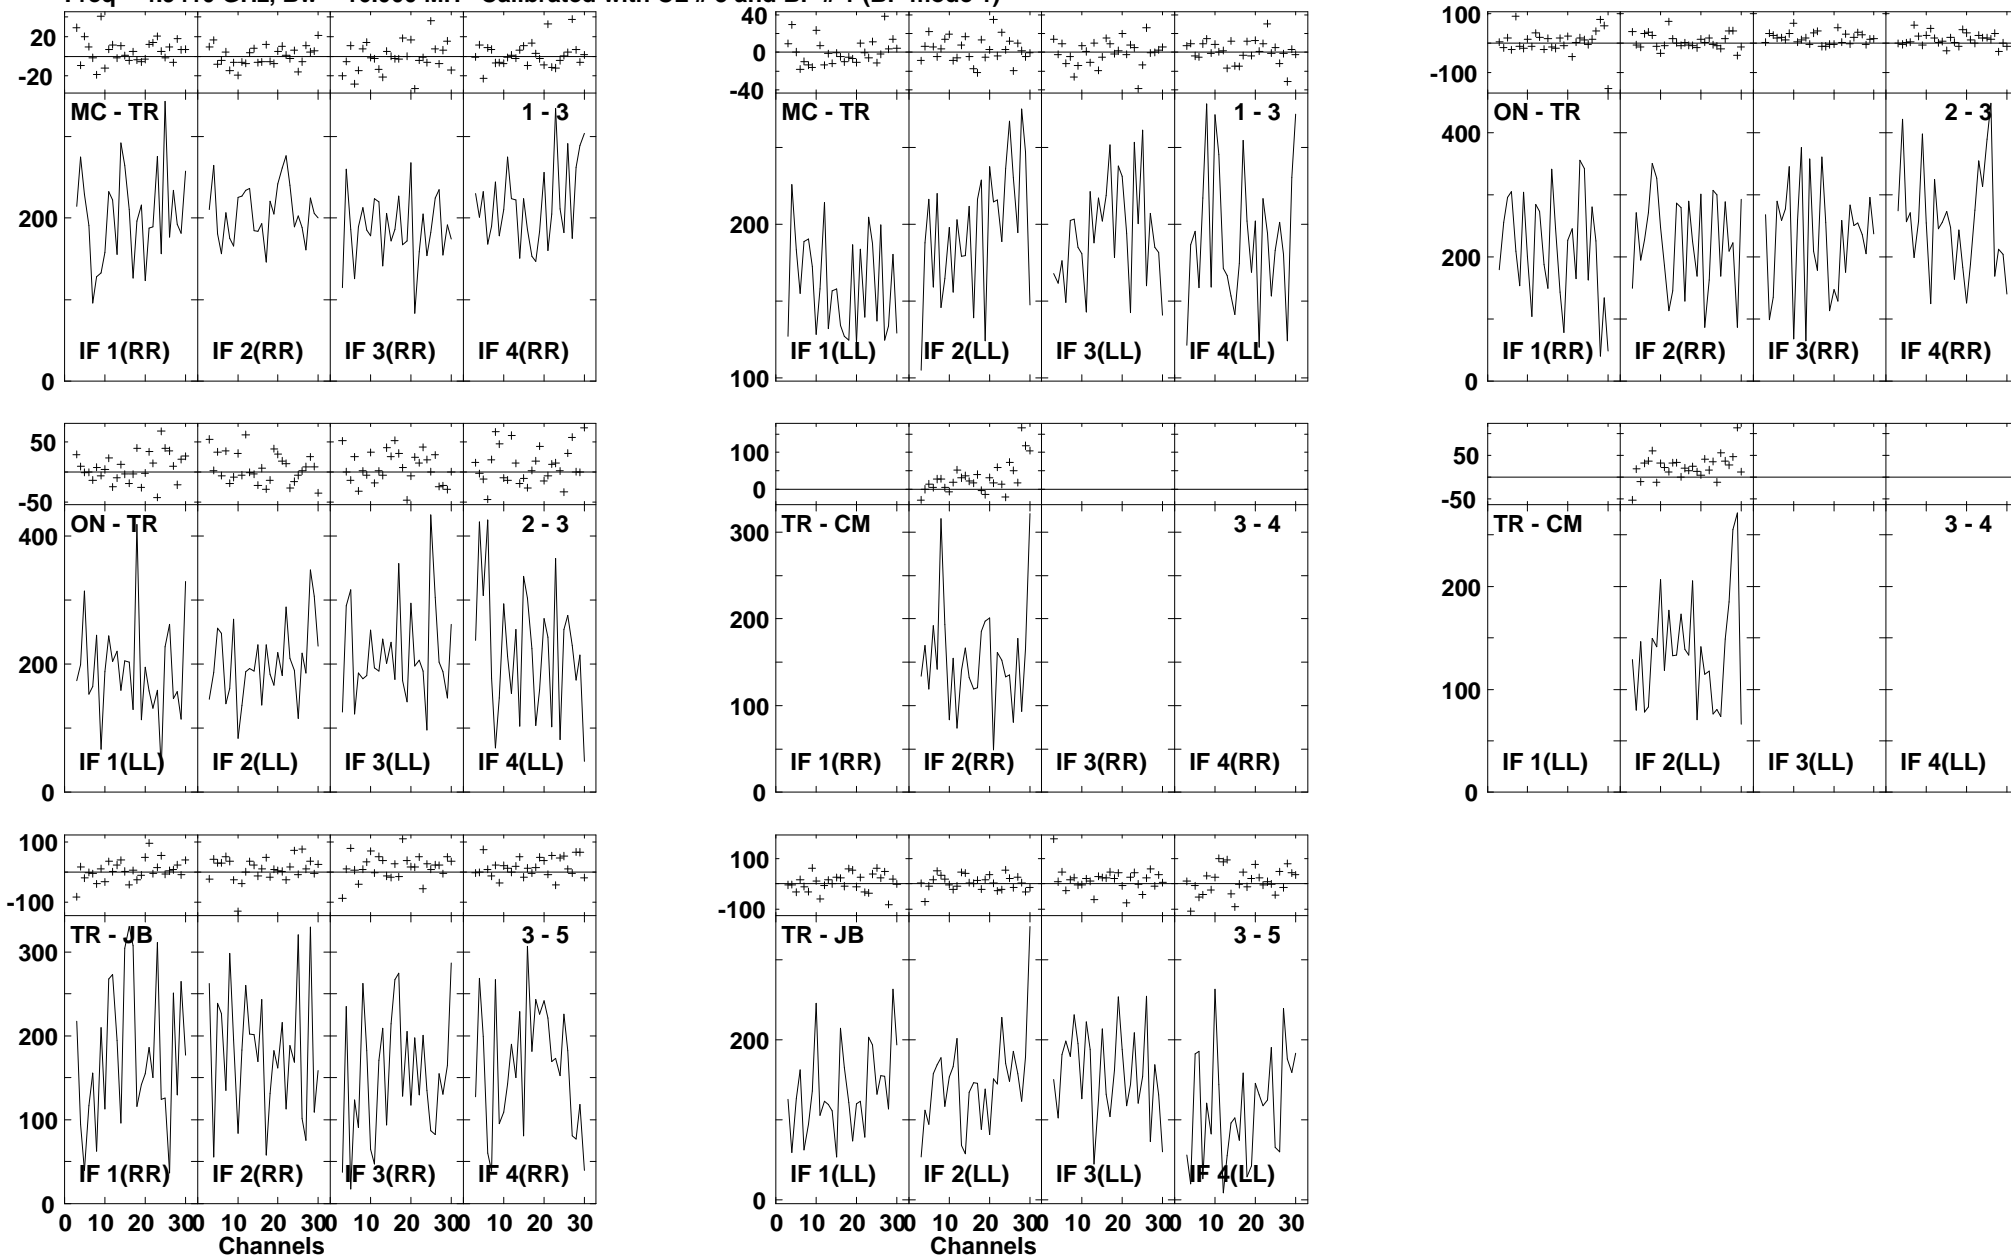 20
0
-20
MC - TR
1 - 3
200
0
IF 1(RR)
IF 2(RR)
IF 3(RR)
IF 4(RR)
40
20
0
-20
-40
MC - TR
1 - 3
200
100
IF 1(LL)
IF 2(LL)
IF 3(LL)
IF 4(LL)
100
0
-100
ON - TR
2 - 3
400
300
200
100
0
IF 1(RR)
IF 2(RR)
IF 3(RR)
IF 4(RR)
50
0
-50
ON - TR
2 - 3
400
200
0
IF 1(LL)
IF 2(LL)
IF 3(LL)
IF 4(LL)
100
0
TR - CM
3 - 4
300
200
100
0
IF 1(RR)
IF 2(RR)
IF 3(RR)
IF 4(RR)
50
-50
TR - CM
3 - 4
200
100
0
IF 1(LL)
IF 2(LL)
IF 3(LL)
IF 4(LL)
100
-100
TR - JB
3 - 5
300
200
100
0
IF 1(RR)
IF 2(RR)
IF 3(RR)
IF 4(RR)
0 10 20 30 0 10 20 30
Channels
100
-100
TR - JB
3 - 5
200
0
IF 1(LL)
IF 2(LL)
IF 3(LL)
IF 4(LL)
0 10 20 30 0 10 20 30 0 10 20 30 0 10 20 30
Channels